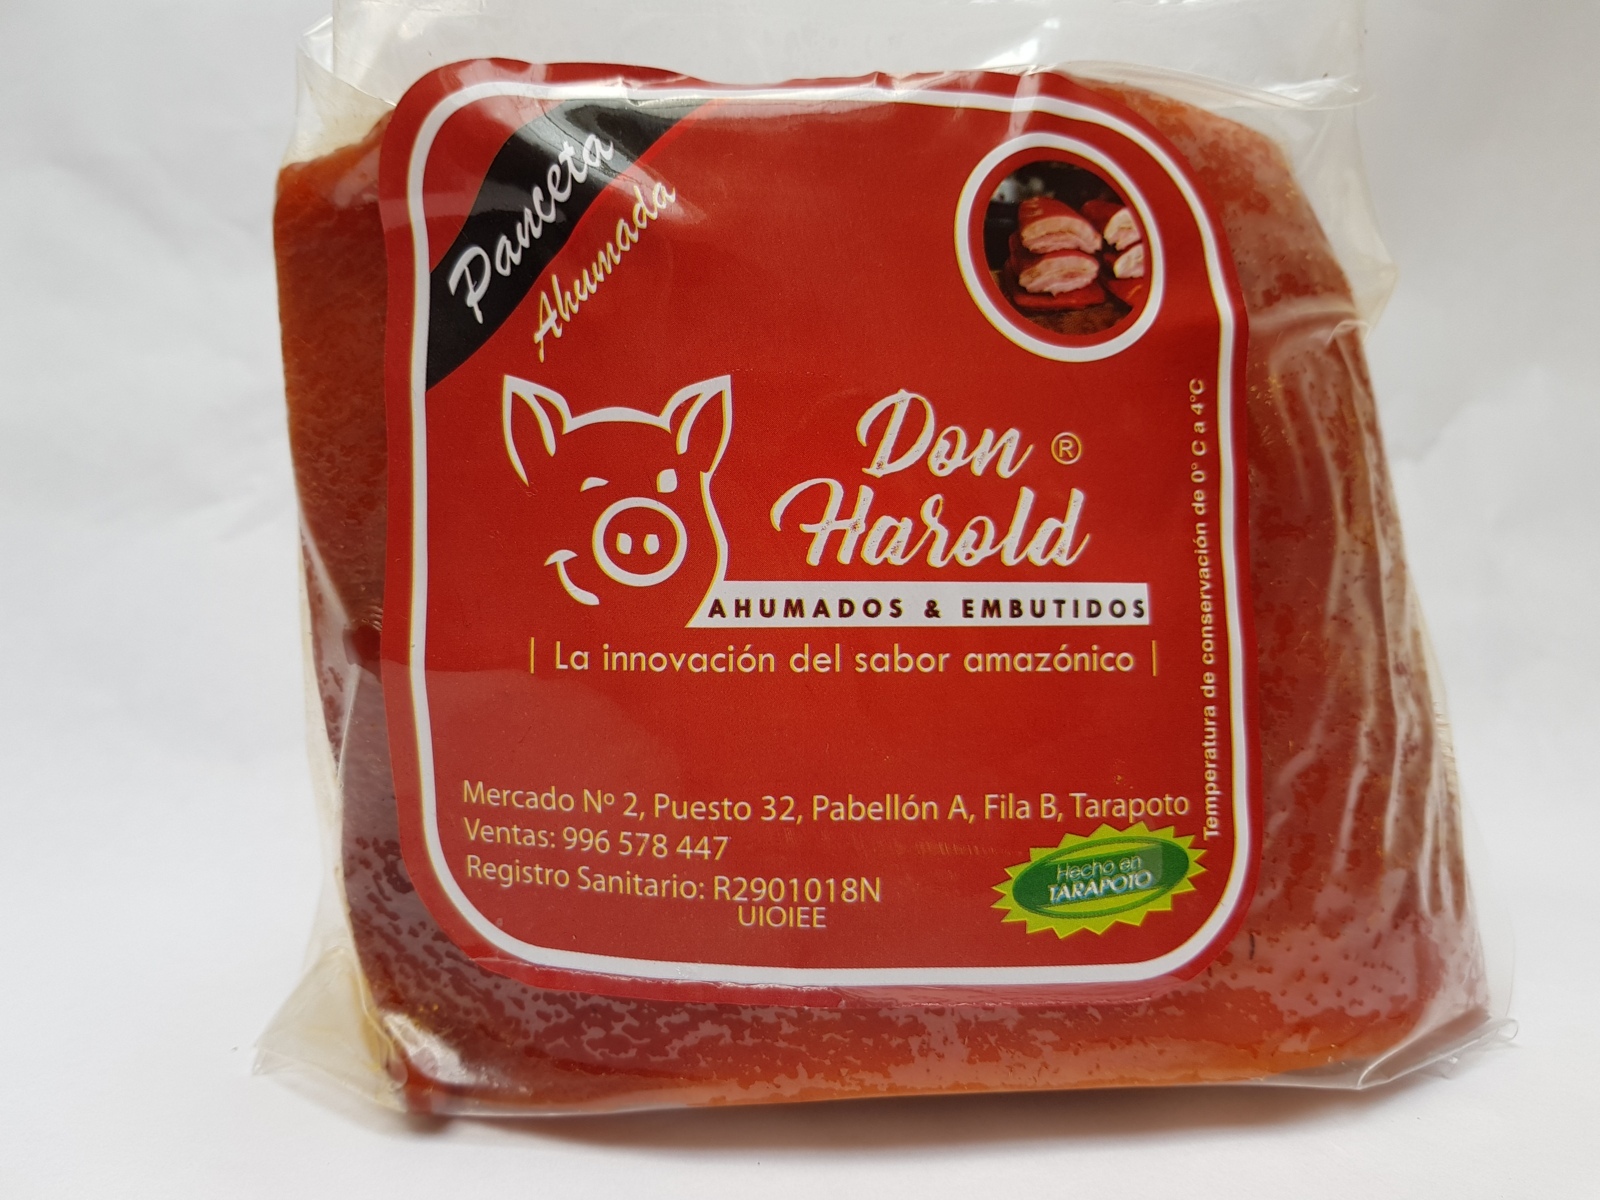 Panceta
Ahumada
Don ®
Harold
AHUMADOS & EMBUTIDOS
| La innovación del sabor amazónico |
Temperatura de conservación de 0° C a 4°C
Mercado Nº 2, Puesto 32, Pabellón A, Fila B, Tarapoto
Ventas: 996 578 447
Registro Sanitario: R2901018N
UIOIEE
Hecho en
TARAPOTO